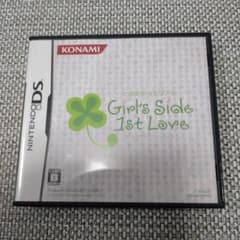 KONAMI
NINTENDO DS
Girl's Side
1st Love